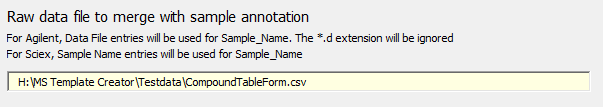 Raw data file to merge with sample annotation
For Agilent, Data File entries will be used for Sample_Name. The *.d extension will be ignored
For Sciex, Sample Name entries will be used for Sample_Name
H:\MS Template Creator\Testdata\CompoundTableForm.csv